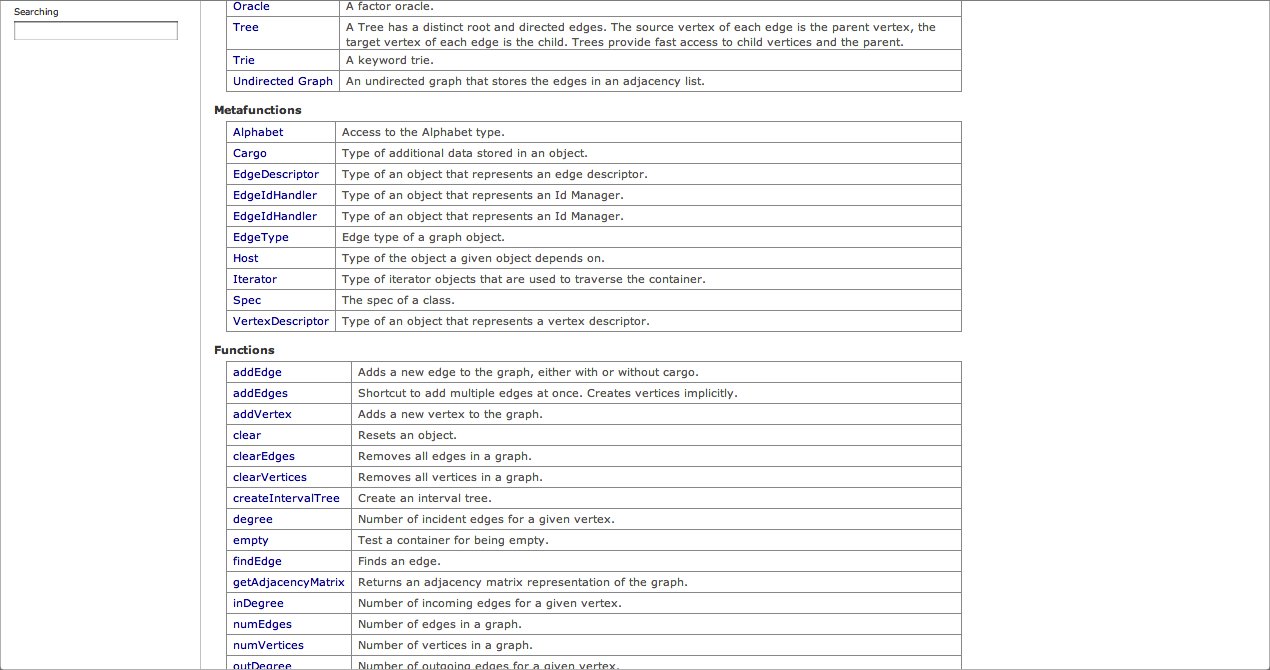 Searching
Oracle A factor oracle.
Tree A Tree has a distinct root and directed edges. The source vertex of each edge is the parent vertex, the
target vertex of each edge is the child. Trees provide fast access to child vertices and the parent.
Trie A keyword trie.
Undirected Graph An undirected graph that stores the edges in an adjacency list.
Metafunctions
Alphabet Access to the Alphabet type.
Cargo Type of additional data stored in an object.
EdgeDescriptor Type of an object that represents an edge descriptor.
EdgeIdHandler Type of an object that represents an Id Manager.
EdgeIdHandler Type of an object that represents an Id Manager.
EdgeType Edge type of a graph object.
Host Type of the object a given object depends on.
Iterator Type of iterator objects that are used to traverse the container.
Spec The spec of a class.
VertexDescriptor Type of an object that represents a vertex descriptor.
Functions
addEdge Adds a new edge to the graph, either with or without cargo.
addEdges Shortcut to add multiple edges at once. Creates vertices implicitly.
addVertex Adds a new vertex to the graph.
clear Resets an object.
clearEdges Removes all edges in a graph.
clearVertices Removes all vertices in a graph.
createIntervalTree Create an interval tree.
degree Number of incident edges for a given vertex.
empty Test a container for being empty.
findEdge Finds an edge.
getAdjacencyMatrix Returns an adjacency matrix representation of the graph.
inDegree Number of incoming edges for a given vertex.
numEdges Number of edges in a graph.
numVertices Number of vertices in a graph.
outDegree Number of outgoing edges for a given vertex.